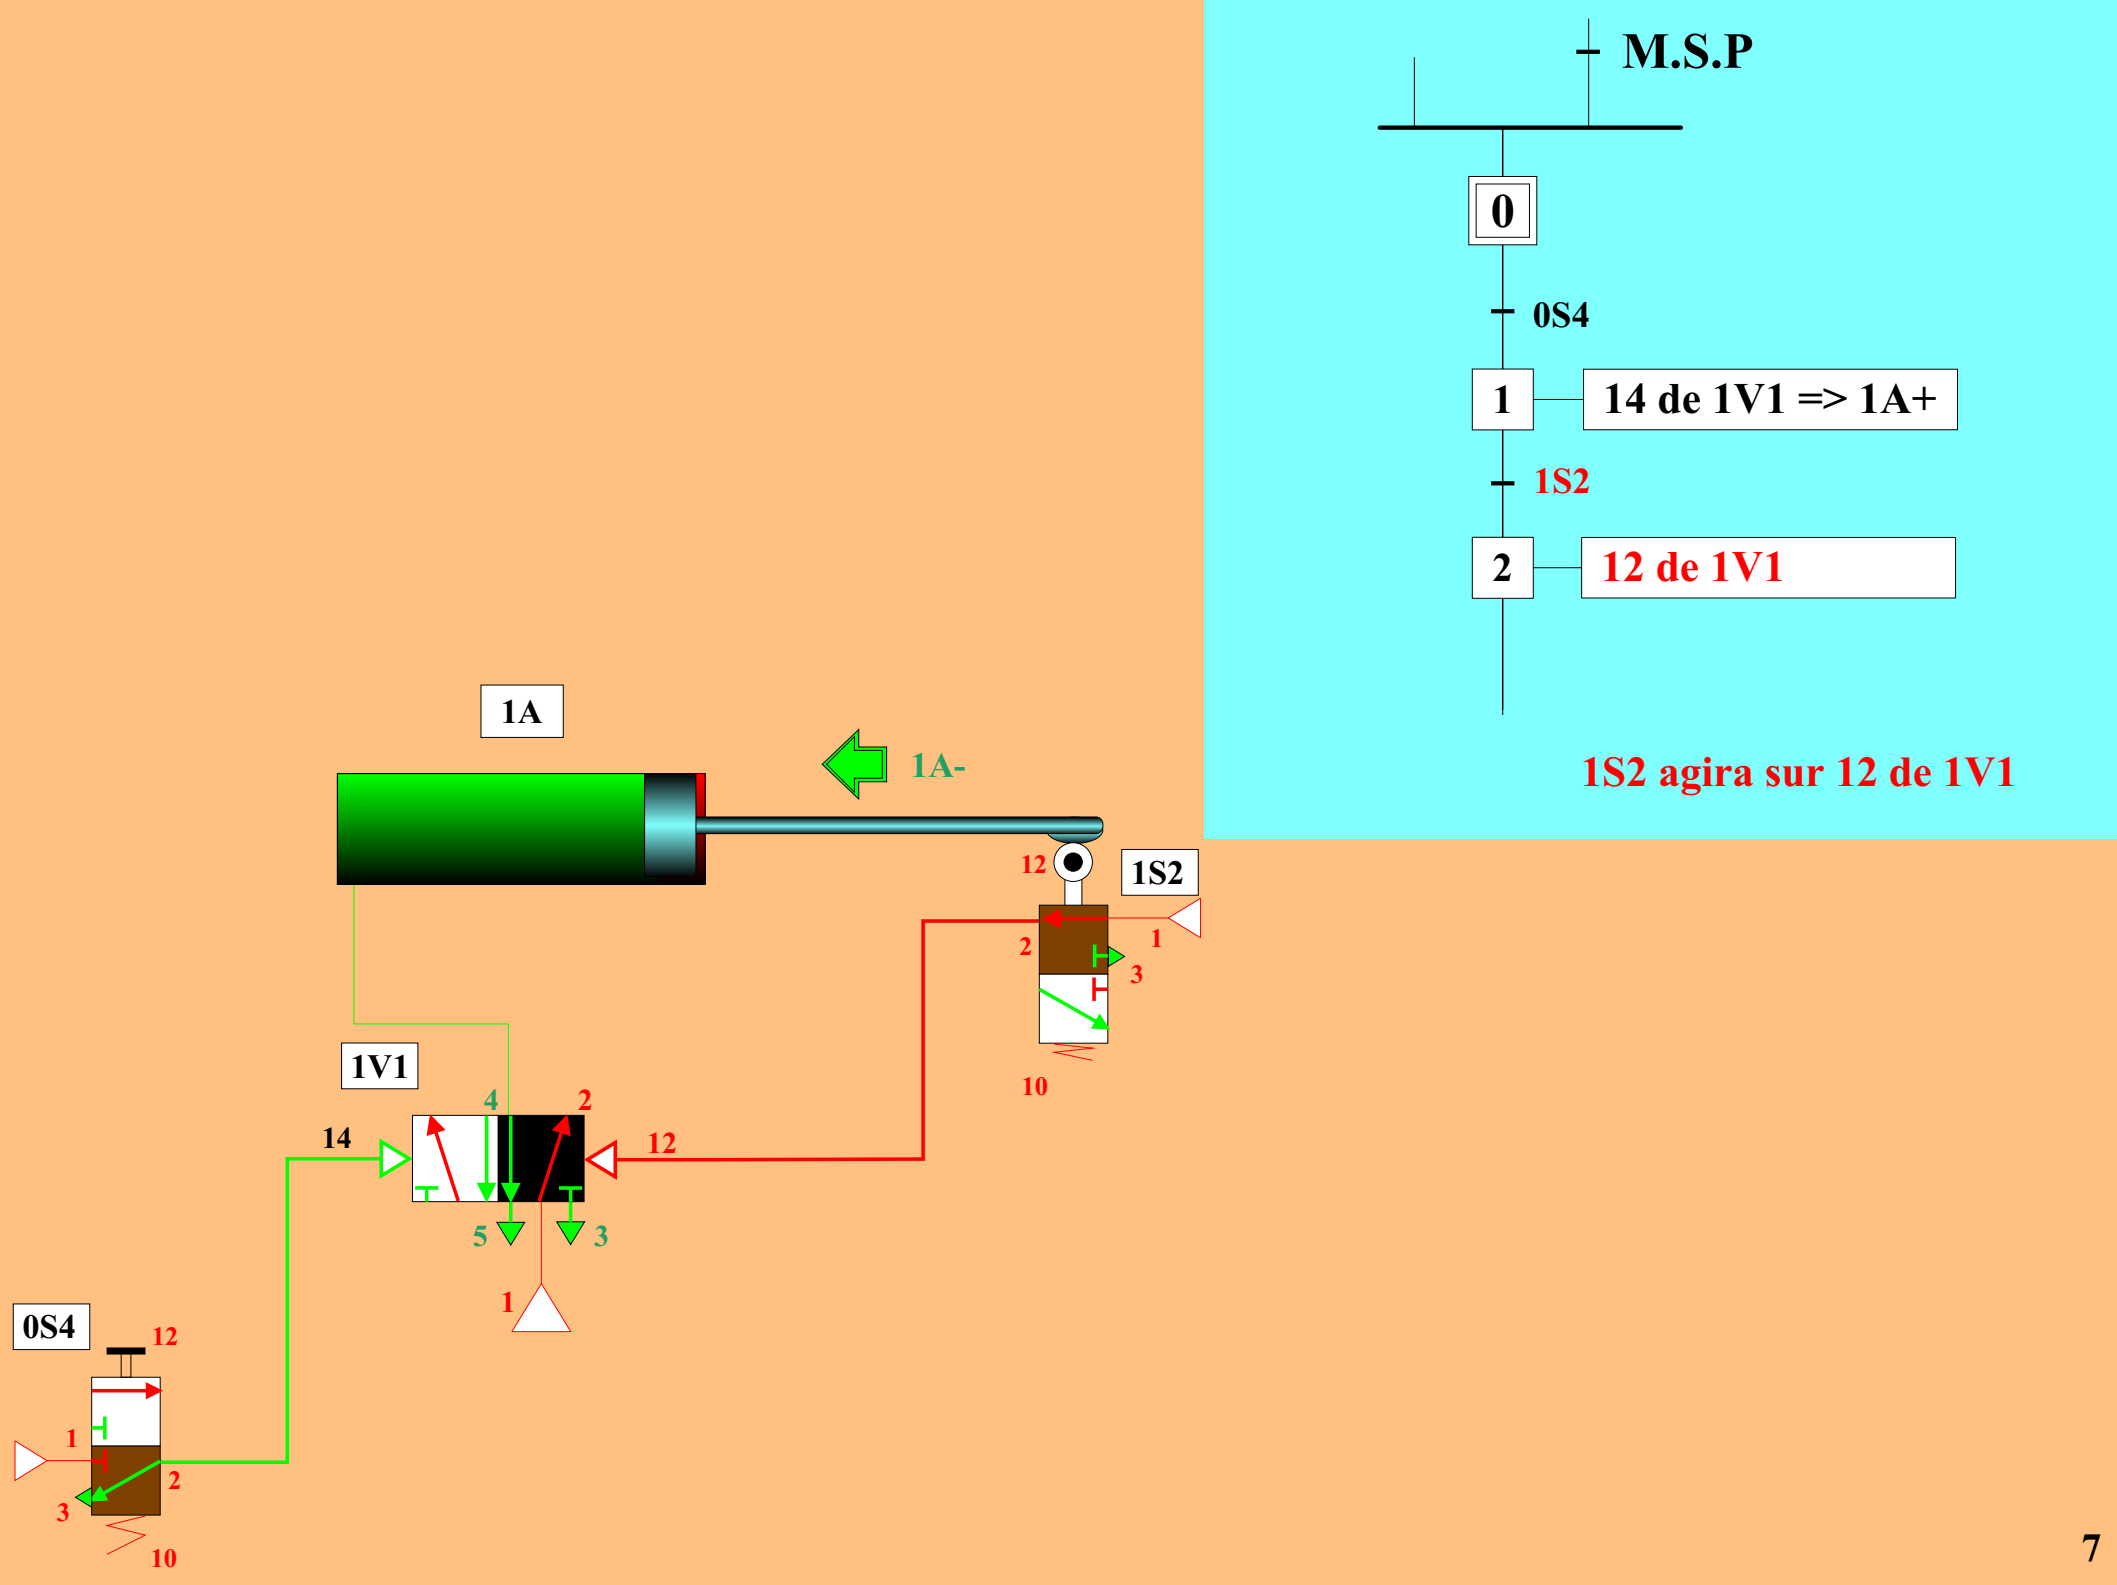 M.S.P
0
0S4
1 14 de 1V1 => 1A+
1S2
2 12 de 1V1
1S2 agira sur 12 de 1V1
1A
1A-
12 1S2
2 1
3
10
1V1
4 2
14 12
5 3
1
0S4
12
1
2
3
10
7